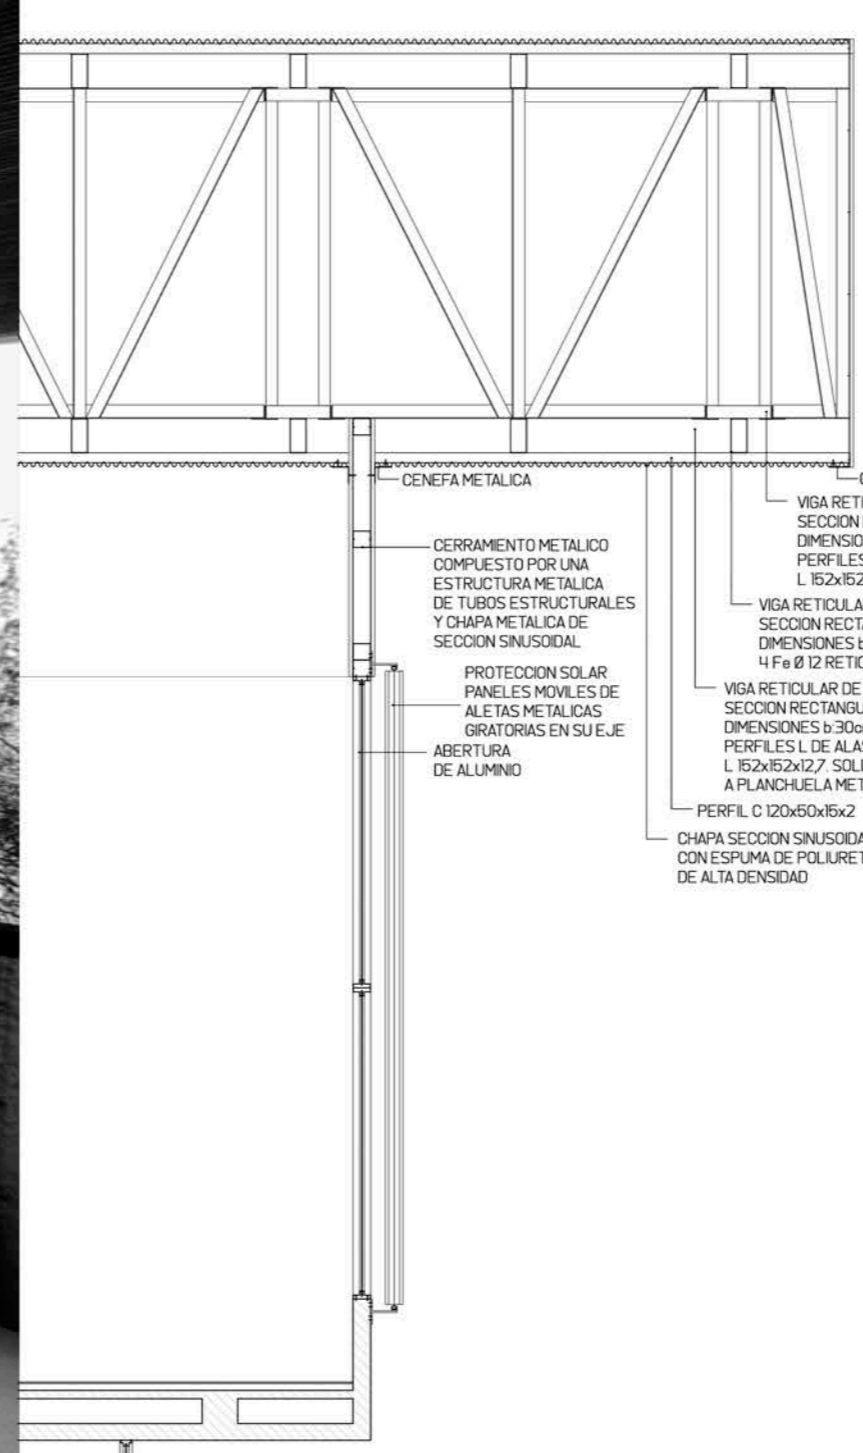 CENEFA METALICA
CERRAMIENTO METALICO
COMPUESTO POR UNA
ESTRUCTURA METALICA
DE TUBOS ESTRUCTURALES
Y CHAPA METALICA DE
SECCION SINUSOIDAL
PROTECCION SOLAR
PANELES MOVILES DE
ALETAS METALICAS
GIRATORIAS EN SU EJE
ABERTURA
DE ALUMINIO
VIGA RETI
SECCION
DIMENSIO
PERFILES
L 152x152
VIGA RETICULA
SECCION RECTA
DIMENSIONES b
4 Fe Ø 12 RETIC
VIGA RETICULAR DE
SECCION RECTANGU
DIMENSIONES b:30c
PERFILES L DE ALAS
L 152x152x12,7. SOLI
A PLANCHUELA MET
PERFIL C 120x50x15x2
CHAPA SECCION SINUSOIDA
CON ESPUMA DE POLIURET
DE ALTA DENSIDAD